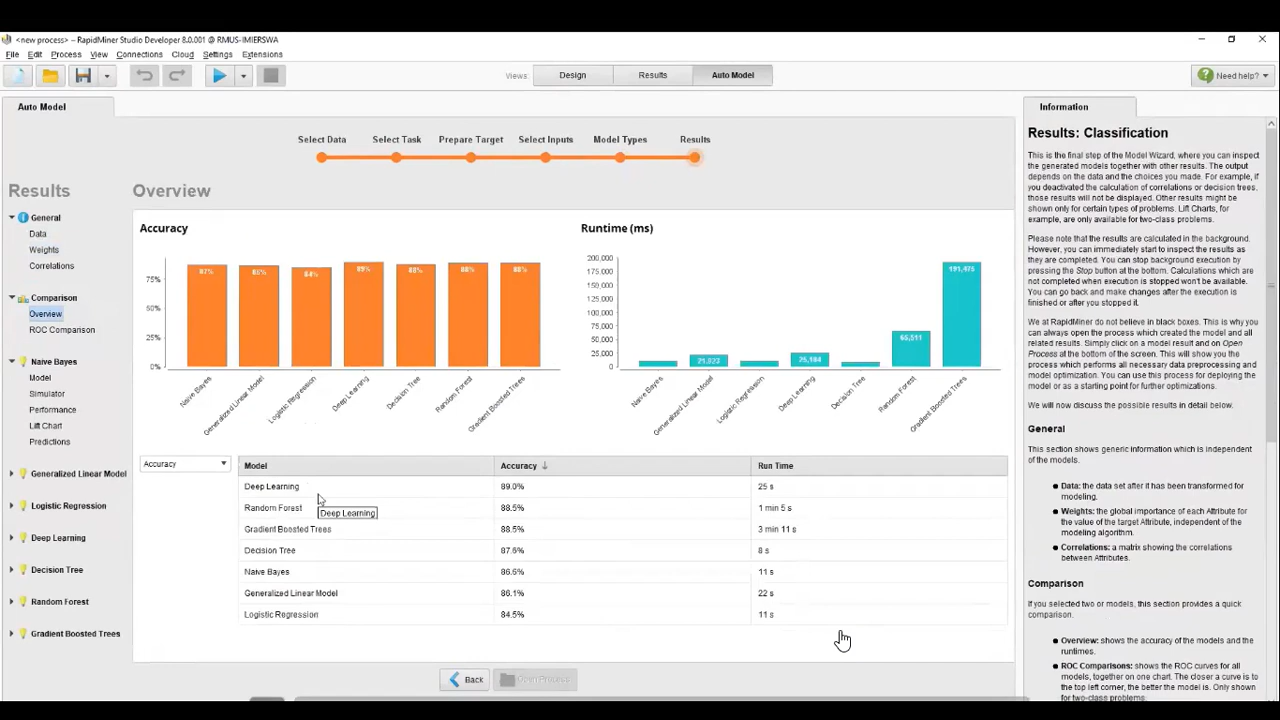 <new process> – RapidMiner Studio Developer 8.0.001 @ RMUS-IMIERSWA
File Edit Process View Connections Cloud Settings Extensions
Views: Design Results Auto Model
Need help?
Auto Model
Select Data Select Task Prepare Target Select Inputs Model Types Results
Results
General
Data
Weights
Correlations
Comparison
Overview
ROC Comparison
Naive Bayes
Model
Simulator
Performance
Lift Chart
Predictions
Generalized Linear Model
Logistic Regression
Deep Learning
Decision Tree
Random Forest
Gradient Boosted Trees
Overview
Accuracy
75%
50%
25%
0%
87% 86% 84% 89% 88% 88% 88%
Naive Bayes
Generalized Linear Model
Logistic Regression
Deep Learning
Decision Tree
Random Forest
Gradient Boosted Trees
Runtime (ms)
200,000
175,000
150,000
125,000
100,000
75,000
50,000
25,000
0
25,184 65,511
Naive Bayes
Generalized Linear Model
Logistic Regression
Deep Learning
Decision Tree
Random Forest
Gradient Boosted Trees
Accuracy
Model Accuracy Run Time
Deep Learning 89.0% 25 s
Random Forest 88.5% 1 min 5 s
Deep Learning
Gradient Boosted Trees 88.5% 3 min 11 s
Decision Tree 87.6% 8 s
Naive Bayes 86.6% 11 s
Generalized Linear Model 86.1% 22 s
Logistic Regression 84.5% 11 s
Back Open Process
Information
Results: Classification
This is the final step of the Model Wizard, where you can inspect
the generated models together with other results. The output
depends on the data and the choices you made. For example, if
you deactivated the calculation of correlations or decision trees,
those results will not be displayed. Other results might be
shown only for certain types of problems. Lift Charts, for
example, are only available for two-class problems.
Please note that the results are calculated in the background.
However, you can immediately start to inspect the results as
they are completed. You can stop background execution by
pressing the Stop button at the bottom. Calculations which are
not completed when execution is stopped won't be available.
You can go back and make changes after the execution is
finished or after you stopped it.
We at RapidMiner do not believe in black boxes. This is why you
can always open the process which created the model and all
related results. Simply click on a model result and on Open
Process at the bottom of the screen. This will show you the
process which performs all necessary data preprocessing and
model optimization. You can use this process for deploying the
model or as a starting point for further optimizations.
We will now discuss the possible results in detail below.
General
This section shows generic information which is independent
of the models.
Data: the data set after it has been transformed for
modeling.
Weights: the global importance of each Attribute for
the value of the target Attribute, independent of the
modeling algorithm.
Correlations: a matrix showing the correlations
between Attributes.
Comparison
If you selected two or models, this section provides a quick
comparison.
Overview: shows the accuracy of the models and the
runtimes.
ROC Comparisons: shows the ROC curves for all
models, together on one chart. The closer a curve is to
the top left corner, the better the model is. Only shown
for two-class problems.